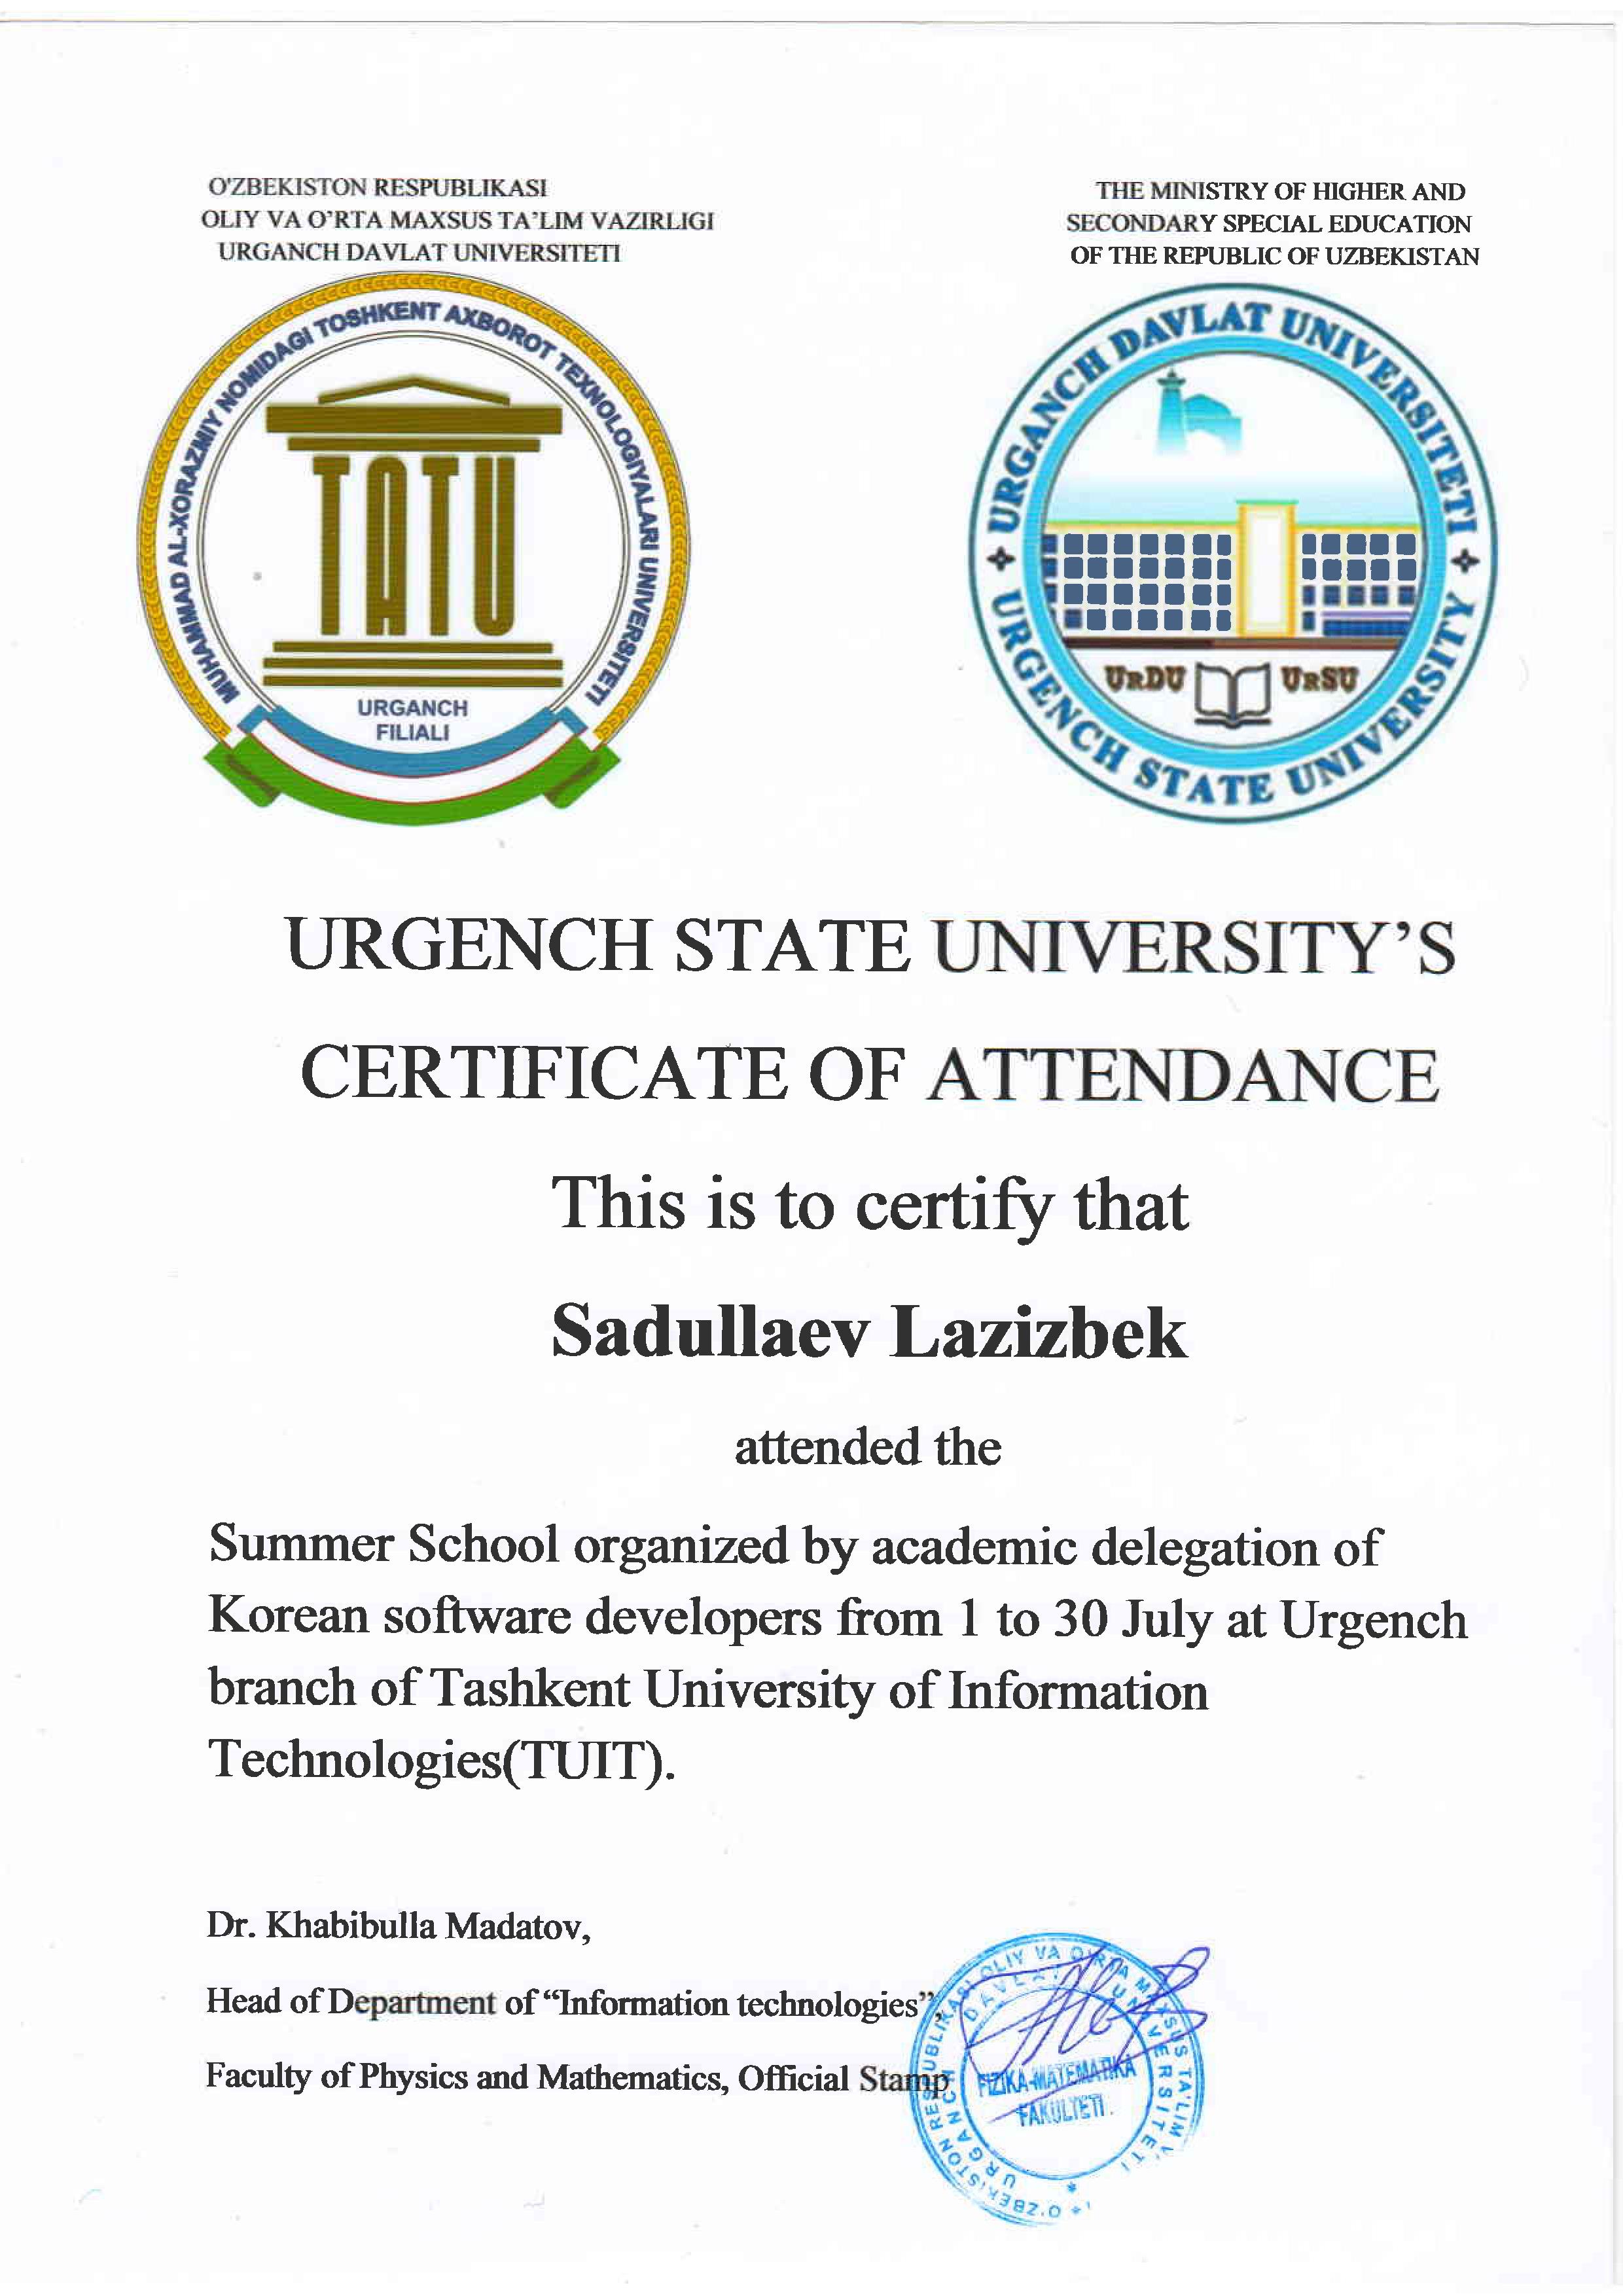 O'ZBEKISTON RESPUBLIKASI
OLIY VA O'RTA MAXSUS TA'LIM VAZIRLIGI
URGANCH DAVLAT UNIVERSITETI
THE MINISTRY OF HIGHER AND
SECONDARY SPECIAL EDUCATION
OF THE REPUBLIC OF UZBEKISTAN
MUHAMMAD AL-XORAZMIY NOMIDAGI TOSHKENT AXBOROT TEXNOLOGIYALARI UNIVERSITETI
TATU
URGANCH
FILIALI
URGANCH DAVLAT UNIVERSITETI
UrDU UrSU
URGENCH STATE UNIVERSITY
URGENCH STATE UNIVERSITY’S
CERTIFICATE OF ATTENDANCE
This is to certify that
Sadullaev Lazizbek
attended the
Summer School organized by academic delegation of
Korean software developers from 1 to 30 July at Urgench
branch of Tashkent University of Information
Technologies(TUIT).
Dr. Khabibulla Madatov,
Head of Department of “Information technologies”,
Faculty of Physics and Mathematics, Official Stamp
O'ZBEKISTON RESPUBLIKASI OLIY VA O'RTA MAXSUS TA'LIM
URGANCH DAVLAT UNIVERSITETI
FIZIKA-MATEMATIKA
FAKULTETI